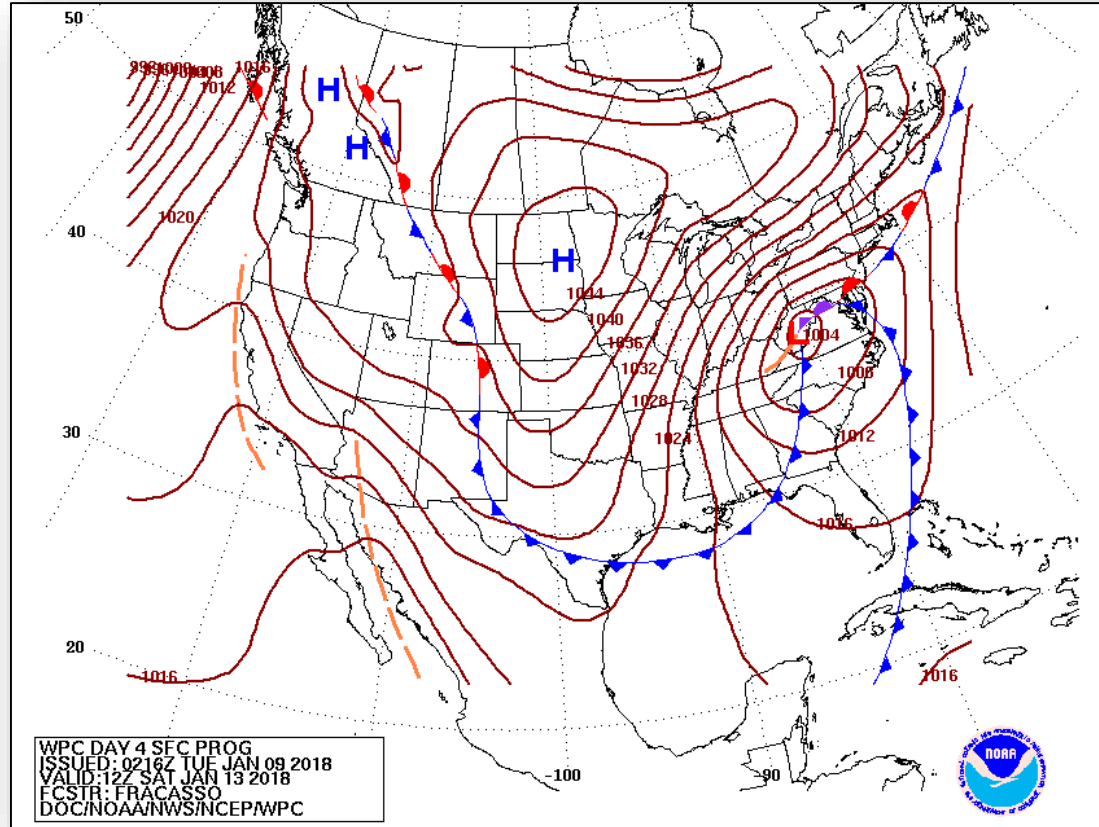 50
1016
1012
H
H
1020
40
H
1044
1040
1036
1032
1028
1024
L
1004
1008
1012
1016
30
20
1016
1016
-100
-90
WPC DAY 4 SFC PROG
ISSUED: 0216Z TUE JAN 09 2018
VALID:12Z SAT JAN 13 2018
FCSTR: FRACASSO
DOC/NOAA/NWS/NCEP/WPC
NOAA